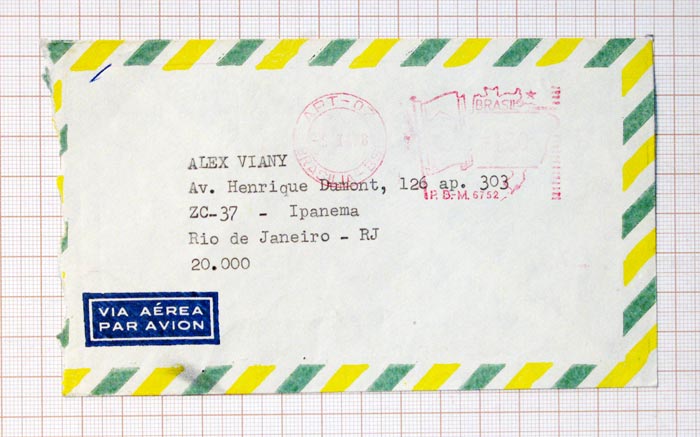 BRASIL
P. B.-M. 6752
ALEX VIANY
Av. Henrique Dumont, 126 ap. 303
ZC-37 - Ipanema
Rio de Janeiro - RJ
20.000
VIA AÉREA
PAR AVION